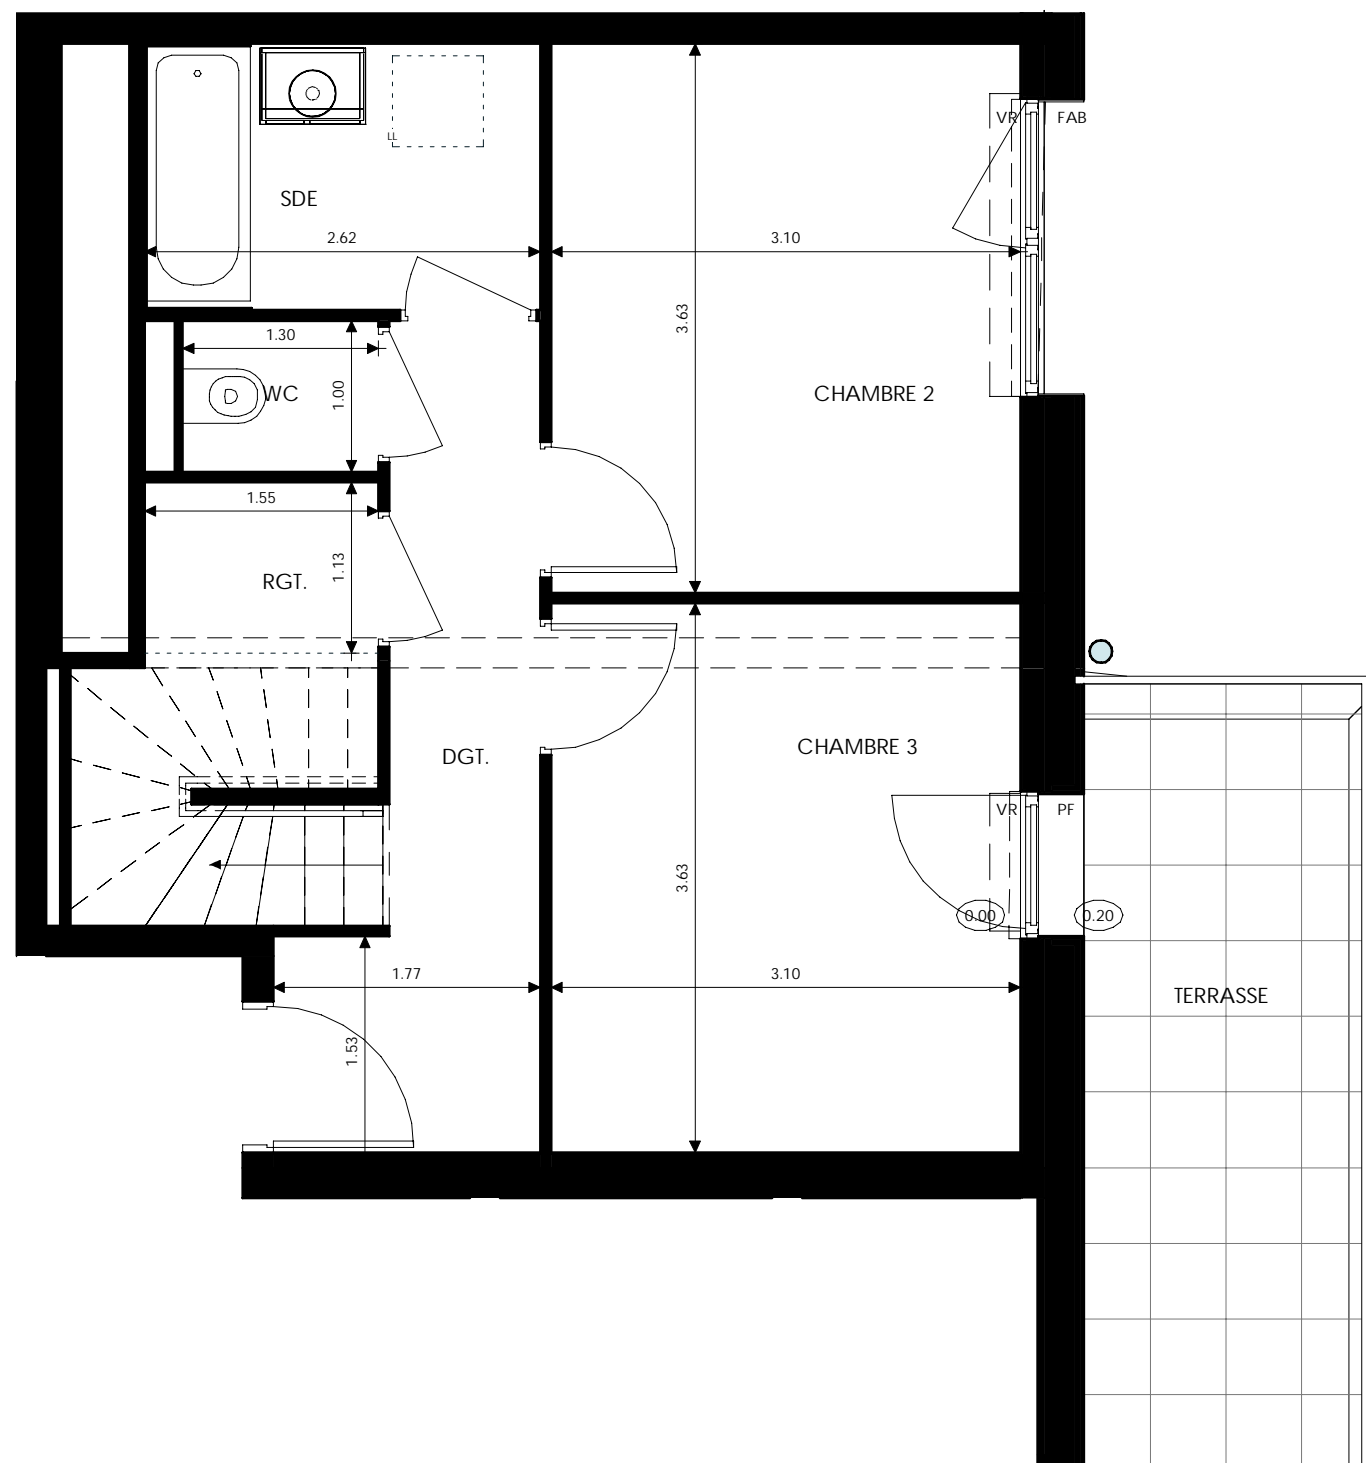 VR FAB
LL
SDE
2.62
3.10
3.63
1.30
WC
1.00
CHAMBRE 2
1.55
1.13
RGT.
DGT.
CHAMBRE 3
VR PF
3.63
0.00
0.20
1.77
3.10
TERRASSE
1.53